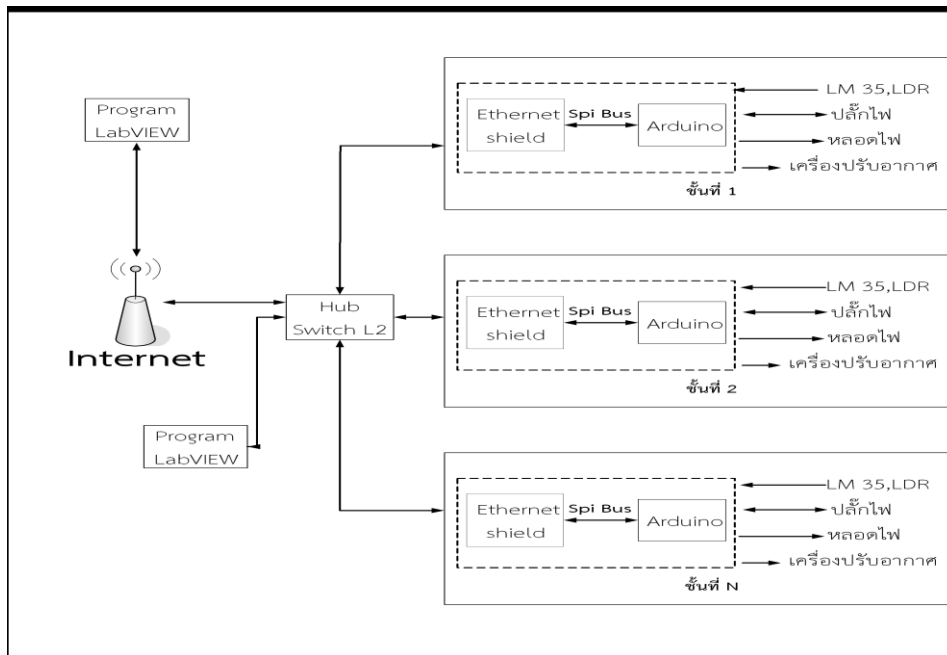 Program
LabVIEW
Internet
Hub
Switch L2
Program
LabVIEW
Ethernet
shield
Spi Bus
Arduino
LM 35,LDR
ปลั๊กไฟ
หลอดไฟ
เครื่องปรับอากาศ
ชั้นที่ 1
Ethernet
shield
Spi Bus
Arduino
LM 35,LDR
ปลั๊กไฟ
หลอดไฟ
เครื่องปรับอากาศ
ชั้นที่ 2
Ethernet
shield
Spi Bus
Arduino
LM 35,LDR
ปลั๊กไฟ
หลอดไฟ
เครื่องปรับอากาศ
ชั้นที่ N